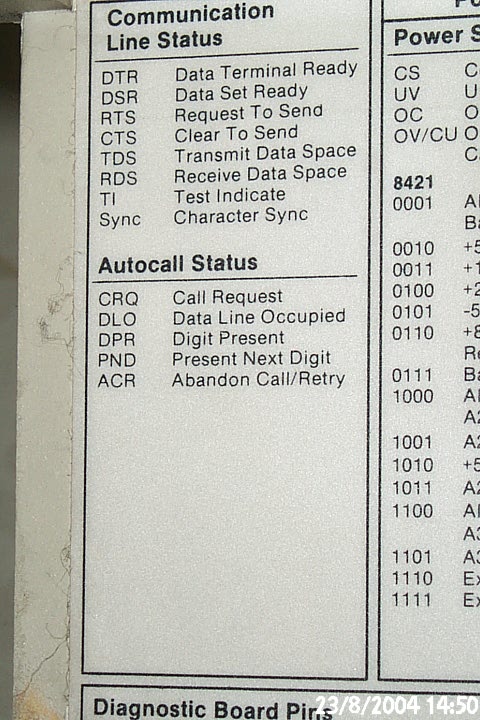 Communication
Line Status
DTR Data Terminal Ready
DSR Data Set Ready
RTS Request To Send
CTS Clear To Send
TDS Transmit Data Space
RDS Receive Data Space
TI Test Indicate
Sync Character Sync
Autocall Status
CRQ Call Request
DLO Data Line Occupied
DPR Digit Present
PND Present Next Digit
ACR Abandon Call/Retry
Power
CS
UV
OC
OV/CU
8421
0001
0010
0011
0100
0101
0110
0111
1000
1001
1010
1011
1100
1101
1110
1111
Diagnostic Board Pins
23/8/2004 14:50